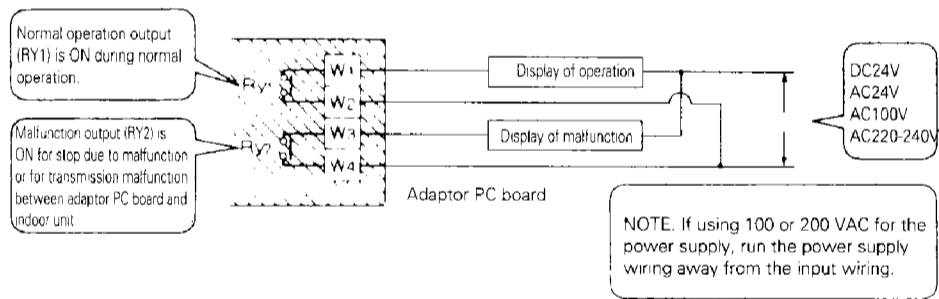 Normal operation output
(RY1) is ON during normal
operation.
RY1
W1
W2
Display of operation
DC24V
AC24V
AC100V
AC220-240V
Malfunction output (RY2) is
ON for stop due to malfunction
or for transmission malfunction
between adaptor PC board and
indoor unit
RY2
W3
W4
Display of malfunction
Adaptor PC board
NOTE. If using 100 or 200 VAC for the
power supply, run the power supply
wiring away from the input wiring.